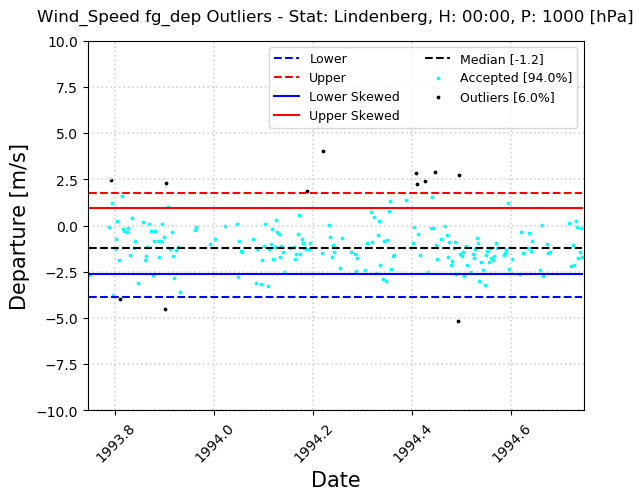 Wind_Speed fg_dep Outliers - Stat: Lindenberg, H: 00:00, P: 1000 [hPa]
Lower
Upper
Lower Skewed
Upper Skewed
Median [-1.2]
Accepted [94.0%]
Outliers [6.0%]
Departure [m/s]
10.0
7.5
5.0
2.5
0.0
−2.5
−5.0
−7.5
−10.0
1993.8
1994.0
1994.2
1994.4
1994.6
Date